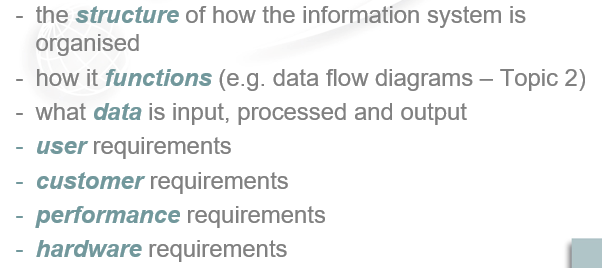 - the structure of how the information system is
organised
- how it functions (e.g. data flow diagrams – Topic 2)
- what data is input, processed and output
- user requirements
- customer requirements
- performance requirements
- hardware requirements